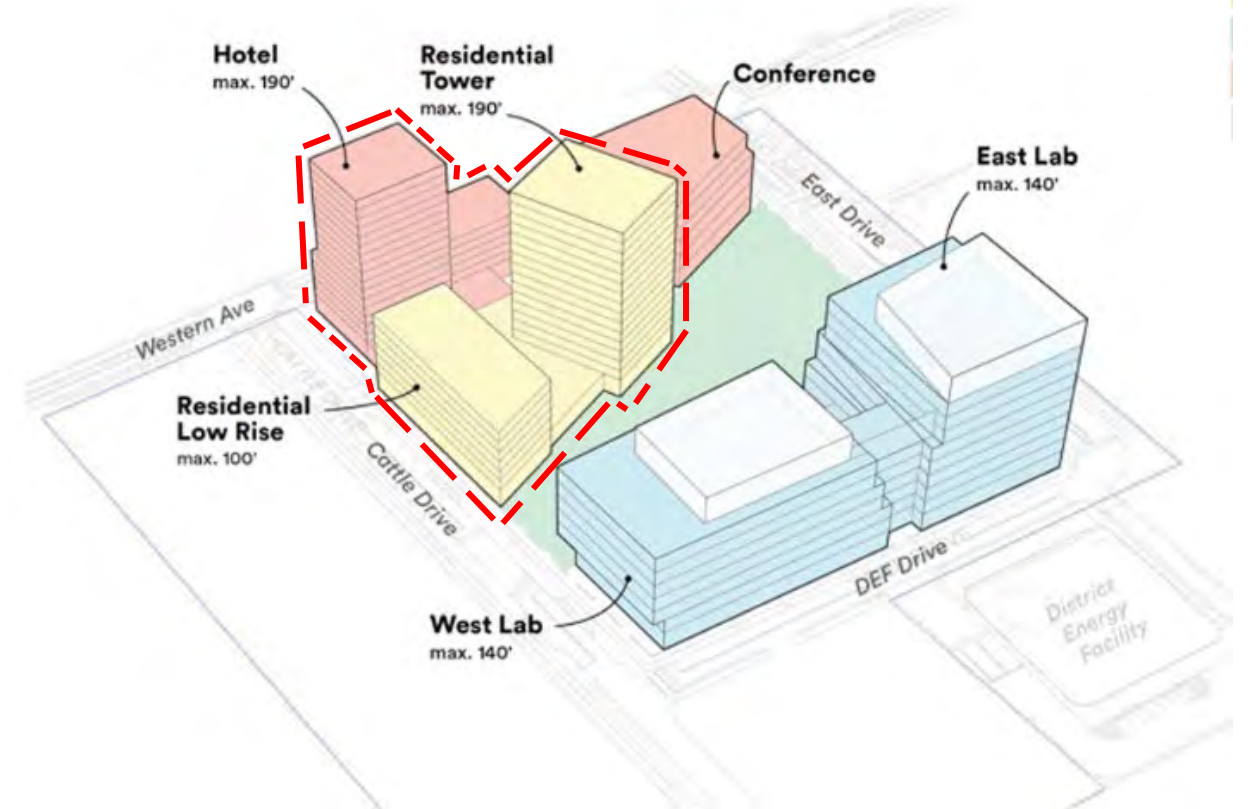 Hotel
max. 190'
Residential
Tower
max. 190'
Conference
East Lab
max. 140'
East Drive
Western Ave
Residential
Low Rise
max. 100'
Cattle Drive
DEF Drive
West Lab
max. 140'
District
Energy
Facility